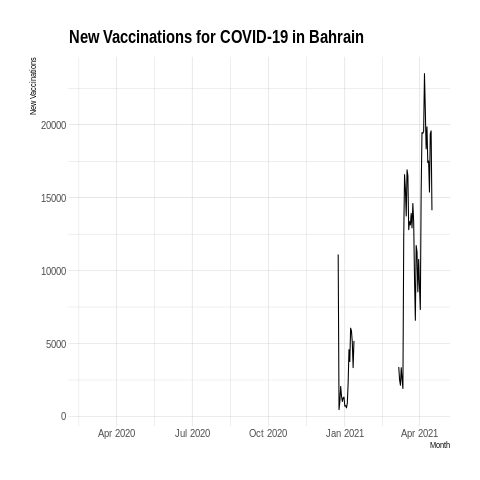 New Vaccinations for COVID-19 in Bahrain
New Vaccinations
20000
15000
10000
5000
0
Apr 2020 Jul 2020 Oct 2020 Jan 2021 Apr 2021
Month